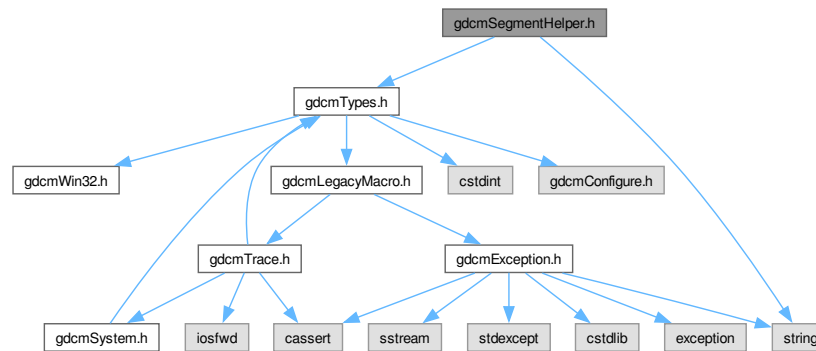 gdcmSegmentHelper.h
gdcmTypes.h
gdcmWin32.h
gdcmLegacyMacro.h
cstdint
gdcmConfigure.h
gdcmTrace.h
gdcmException.h
gdcmSystem.h
iosfwd
cassert
sstream
stdexcept
cstdlib
exception
string